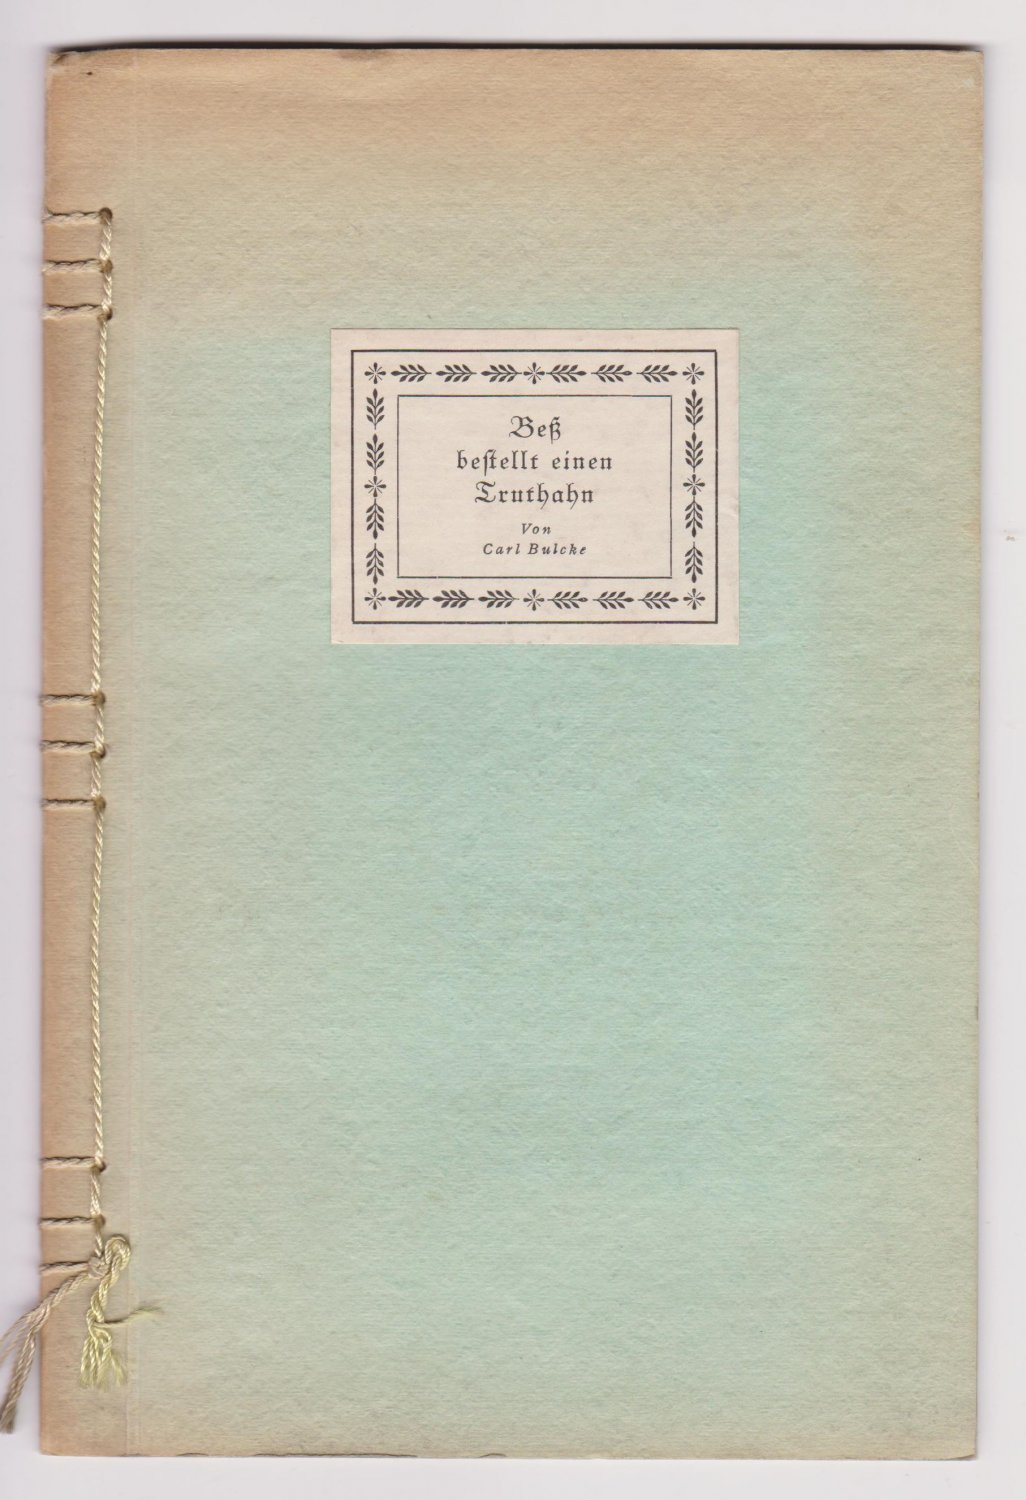 Beß
beſtellt einen
Truthahn
Von
Carl Bulcke